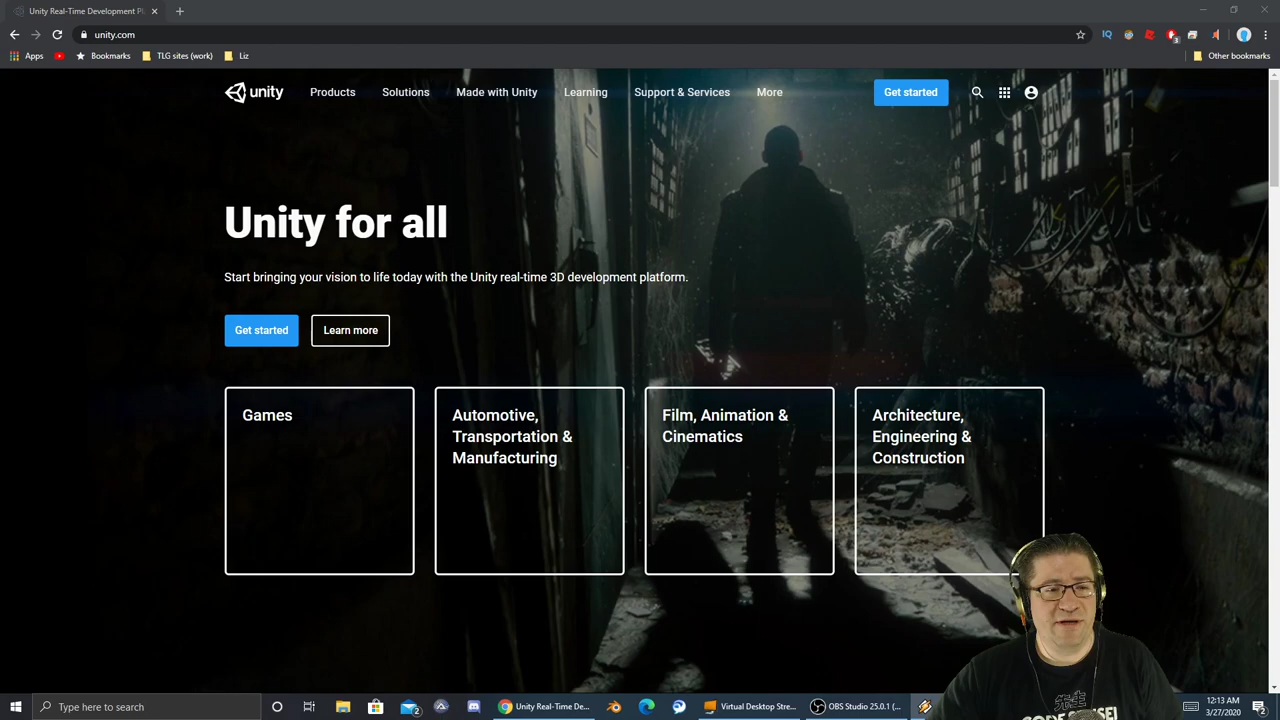 Unity Real-Time Development Pl
unity.com
Apps
Bookmarks
TLG sites (work)
Liz
Other bookmarks
unity
Products
Solutions
Made with Unity
Learning
Support & Services
More
Get started
Unity for all
Start bringing your vision to life today with the Unity real-time 3D development platform.
Get started
Learn more
Games
Automotive,
Transportation &
Manufacturing
Film, Animation &
Cinematics
Architecture,
Engineering &
Construction
先生
Type here to search
2
Unity Real-Time De...
Virtual Desktop Stre...
OBS Studio 25.0.1 (...
12:13 AM
3/27/2020
2